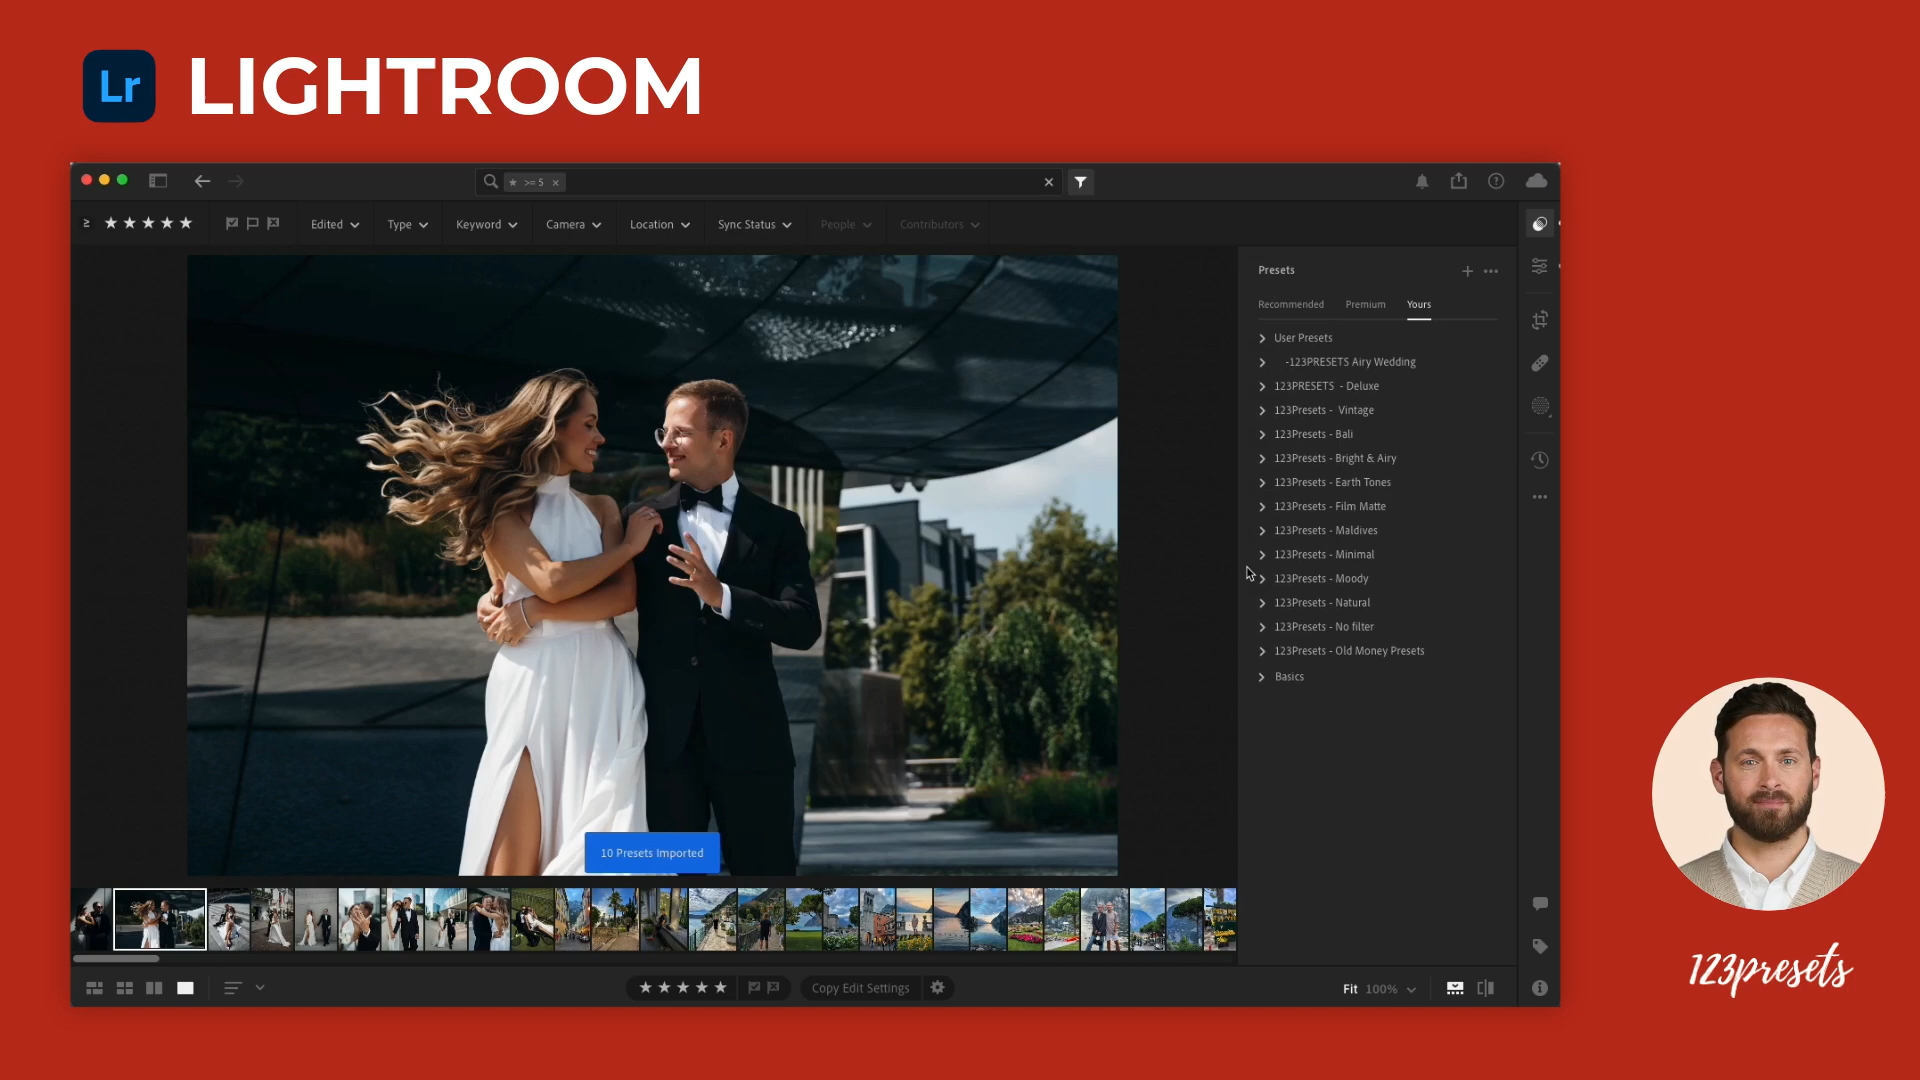 Lr LIGHTROOM
★ >= 5 ×
≥ ★ ★ ★ ★ ★ Edited Type Keyword Camera Location Sync Status People Contributors
Presets
Recommended Premium Yours
User Presets
-123PRESETS Airy Wedding
123PRESETS - Deluxe
123Presets - Vintage
123Presets - Bali
123Presets - Bright & Airy
123Presets - Earth Tones
123Presets - Film Matte
123Presets - Maldives
123Presets - Minimal
123Presets - Moody
123Presets - Natural
123Presets - No filter
123Presets - Old Money Presets
Basics
10 Presets Imported
★ ★ ★ ★ ★ Copy Edit Settings Fit 100%
123presets